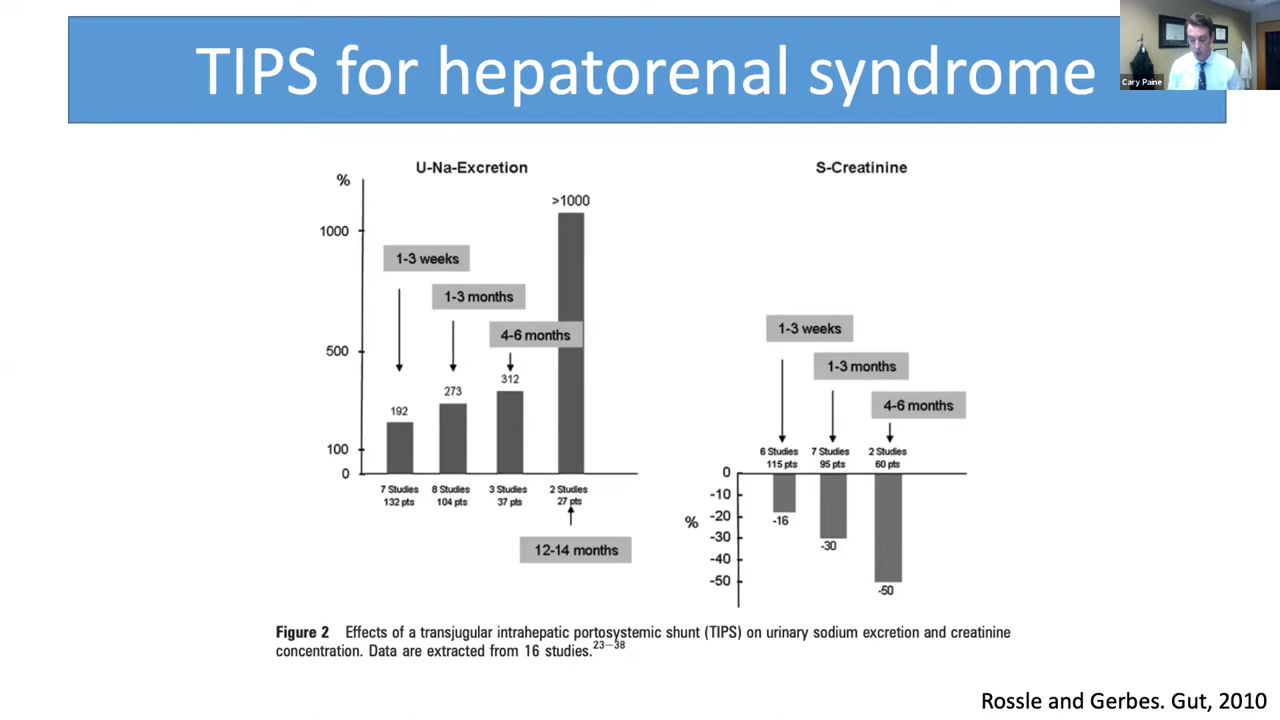 TIPS for hepatorenal syndrome
Cary Paine
U-Na-Excretion
%
1000
500
100
0
>1000
1-3 weeks
1-3 months
4-6 months
192
273
312
7 Studies
132 pts
8 Studies
104 pts
3 Studies
37 pts
2 Studies
27 pts
12-14 months
S-Creatinine
1-3 weeks
1-3 months
4-6 months
6 Studies
115 pts
7 Studies
95 pts
2 Studies
60 pts
%
0
-10
-20
-30
-40
-50
-16
-30
-50
Figure 2 Effects of a transjugular intrahepatic portosystemic shunt (TIPS) on urinary sodium excretion and creatinine
concentration. Data are extracted from 16 studies.23–38
Rossle and Gerbes. Gut, 2010